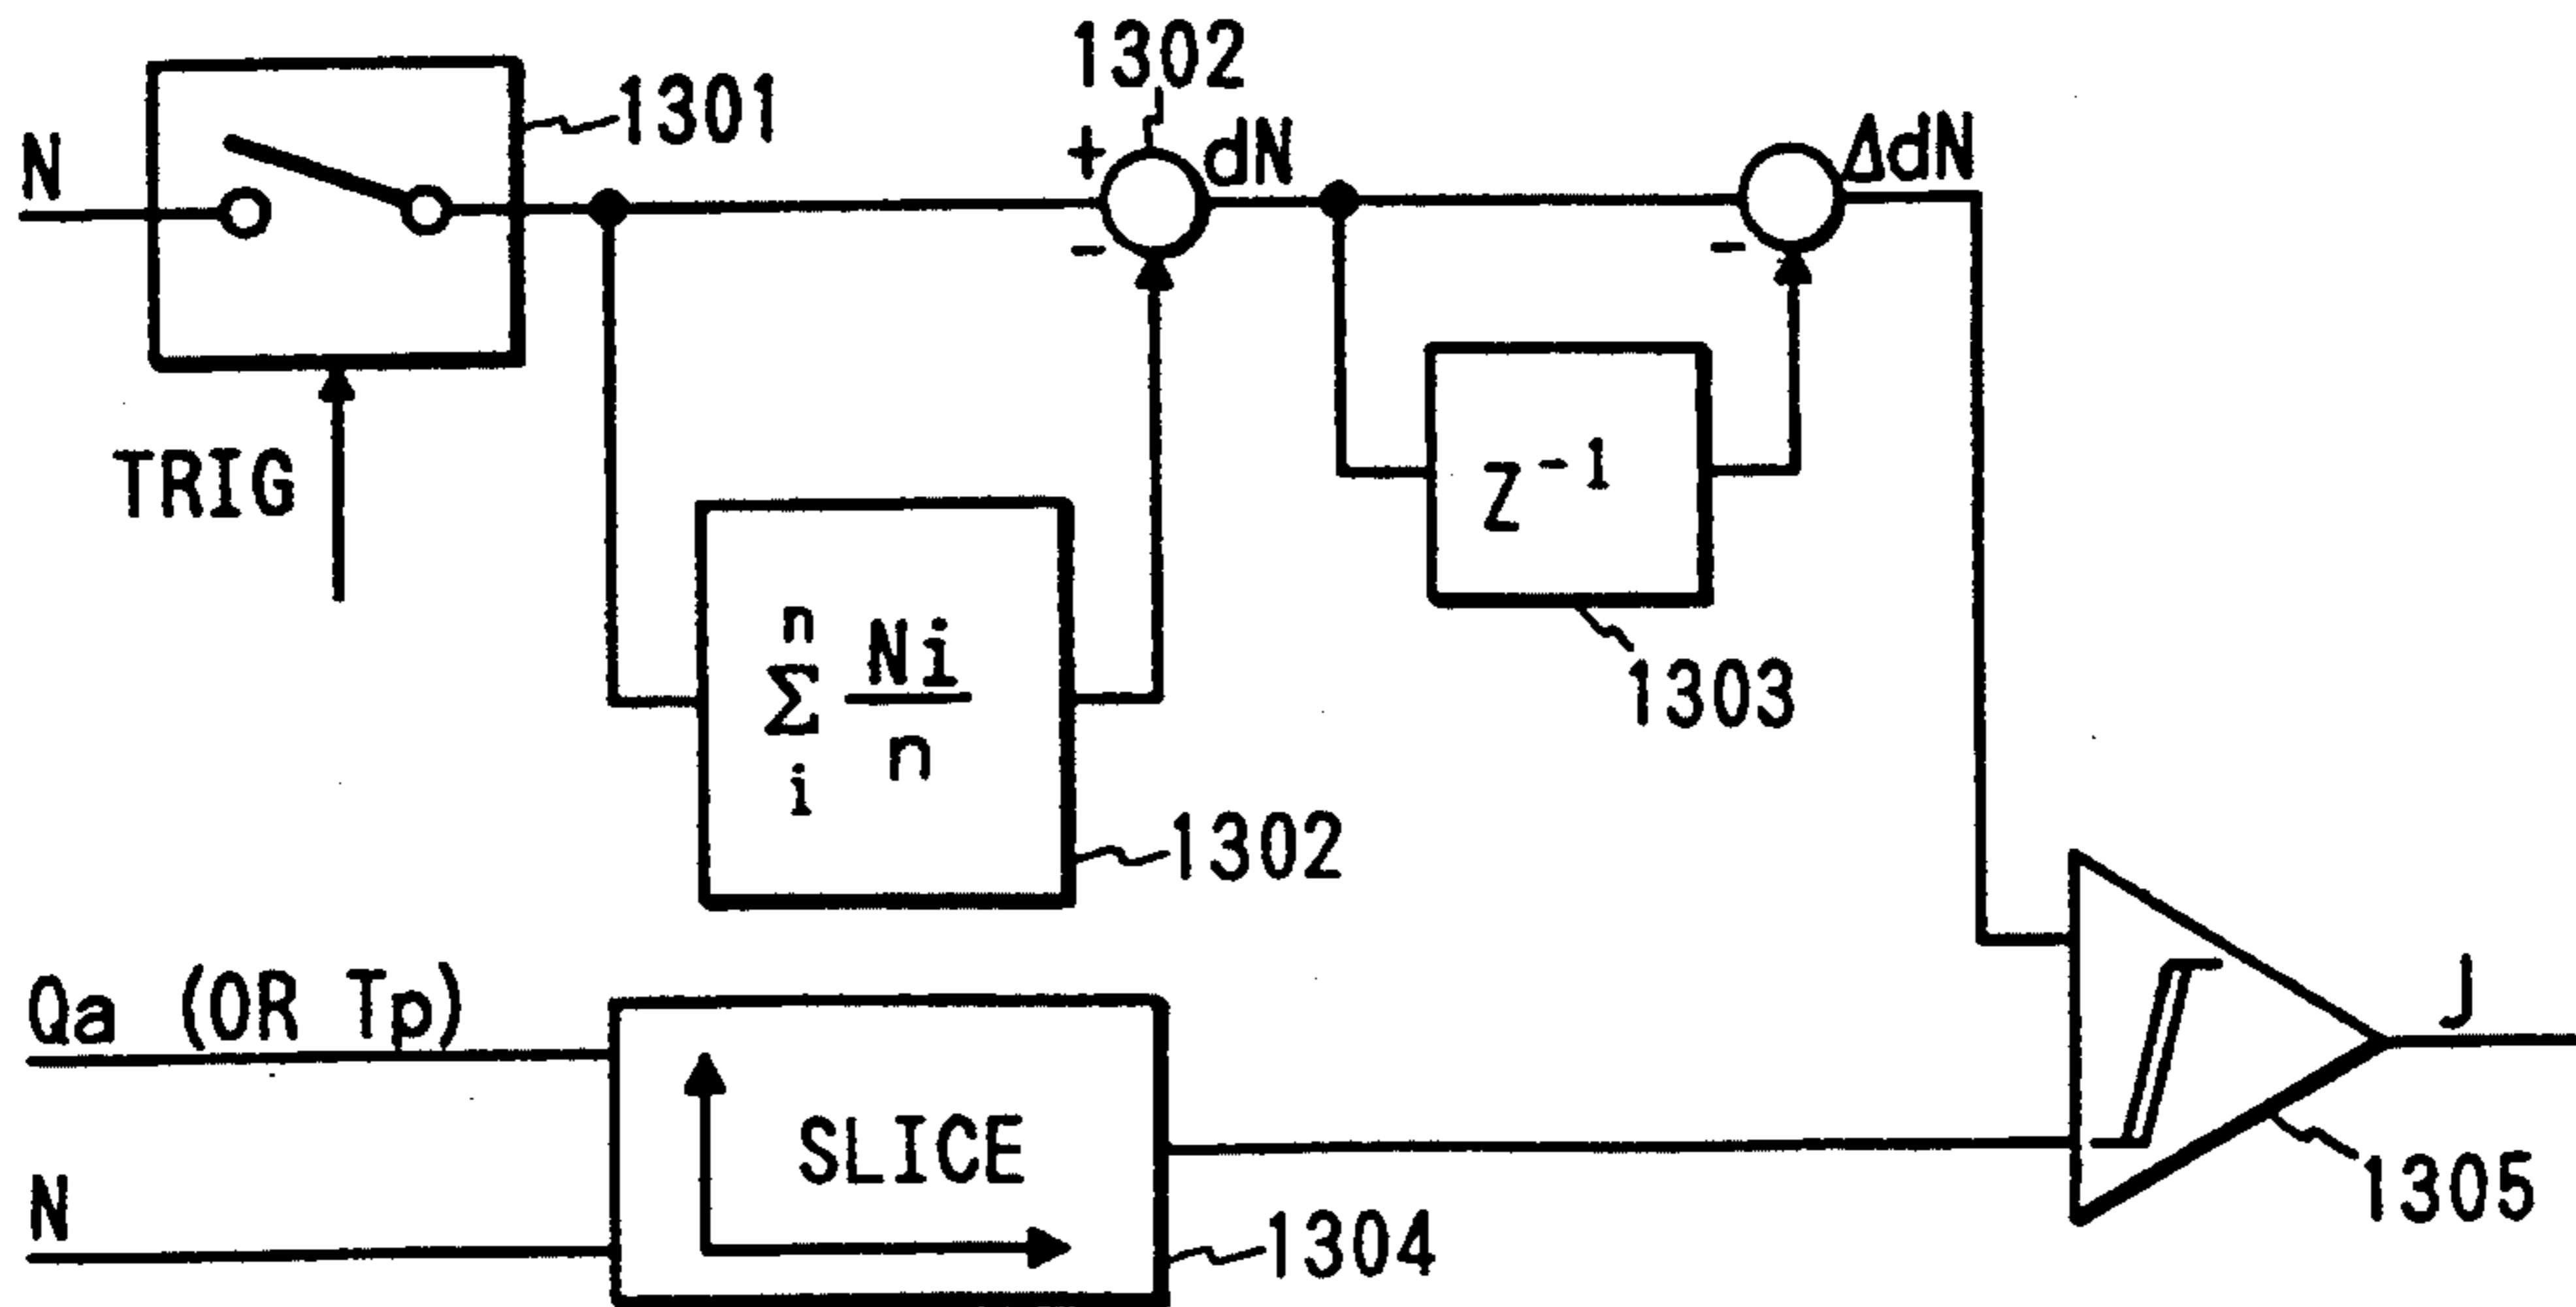 1302
1301
N
+
dN
ΔdN
-
-
TRIG
Z⁻¹
n
Σ
i
Ni
n
1303
1302
Qa (OR Tp)
J
SLICE
N
1305
1304